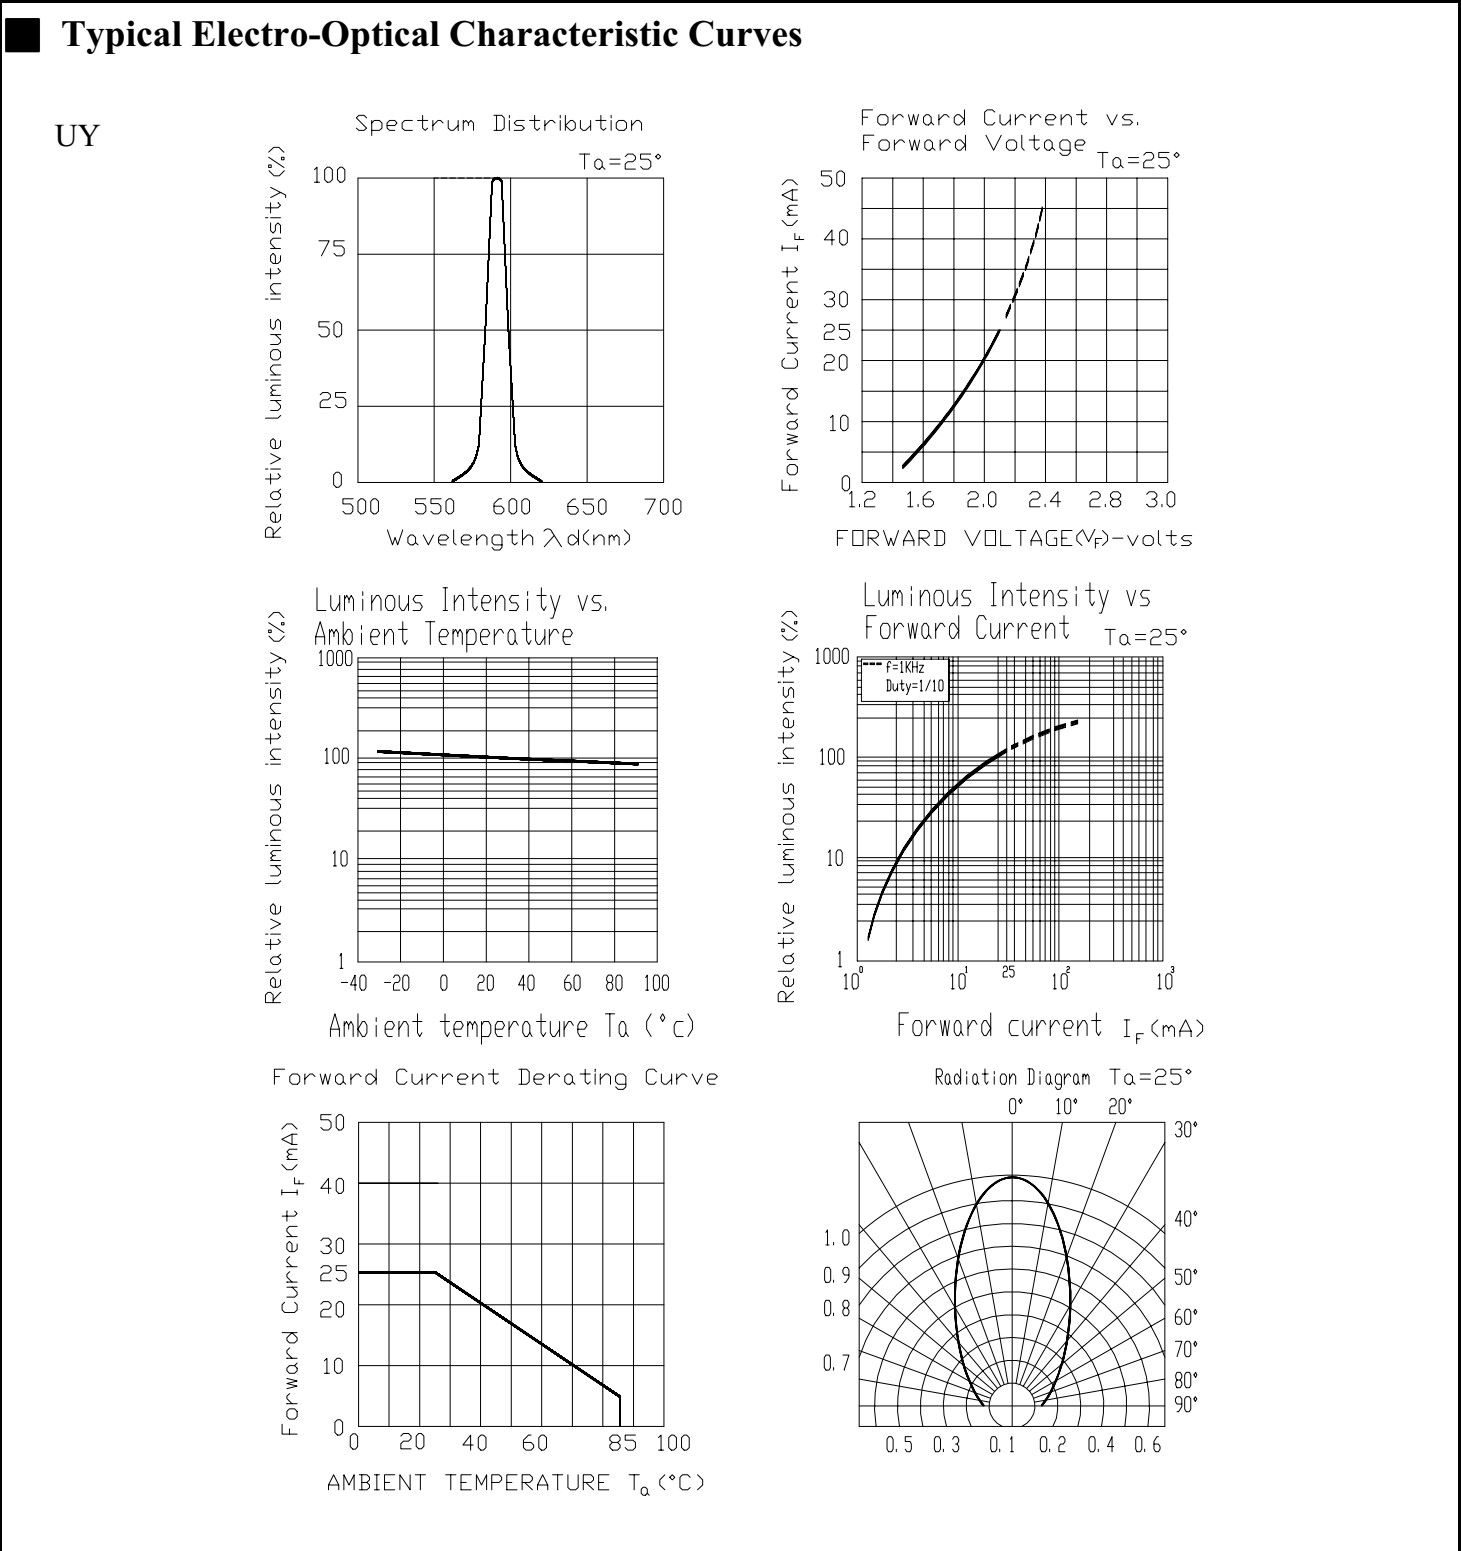 Typical Electro-Optical Characteristic Curves
UY
Spectrum Distribution
Ta=25°
Relative luminous intensity (%)
100
75
50
25
0
500 550 600 650 700
Wavelength λd(nm)
Forward Current vs.
Forward Voltage
Ta=25°
Forward Current IF(mA)
50
40
30
25
20
10
0
1.2 1.6 2.0 2.4 2.8 3.0
FORWARD VOLTAGE(VF)-volts
Luminous Intensity vs.
Ambient Temperature
Relative luminous intensity (%)
1000
100
10
1
-40 -20 0 20 40 60 80 100
Ambient temperature Ta (°c)
Luminous Intensity vs
Forward Current
Ta=25°
Relative luminous intensity (%)
f=1KHz
Duty=1/10
1000
100
10
1
10⁰ 10¹ 25 10² 10³
Forward current IF(mA)
Forward Current Derating Curve
Forward Current IF(mA)
50
40
30
25
20
10
0
0 20 40 60 85 100
AMBIENT TEMPERATURE Ta(°C)
Radiation Diagram Ta=25°
0° 10° 20°
30°
40°
50°
60°
70°
80°
90°
1.0
0.9
0.8
0.7
0.5 0.3 0.1 0.2 0.4 0.6